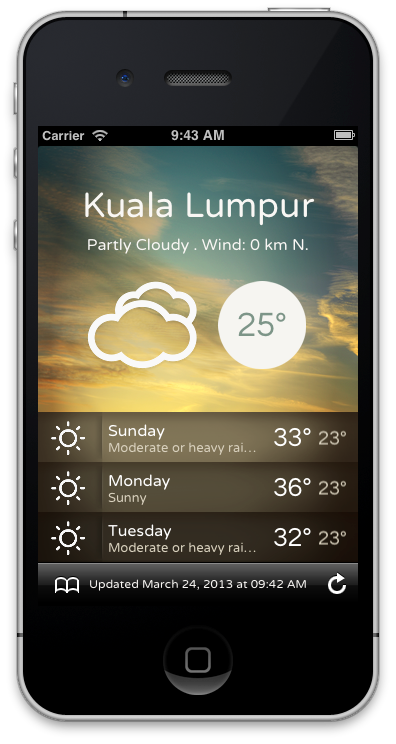 Carrier 9:43 AM
Kuala Lumpur
Partly Cloudy . Wind: 0 km N.
25°
Sunday
Moderate or heavy rai...
33° 23°
Monday
Sunny
36° 23°
Tuesday
Moderate or heavy rai...
32° 23°
Updated March 24, 2013 at 09:42 AM